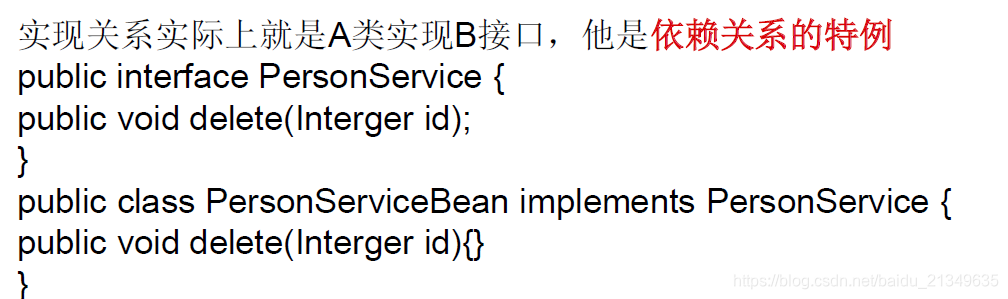 实现关系实际上就是A类实现B接口，他是依赖关系的特例
public interface PersonService {
public void delete(Interger id);
}
public class PersonServiceBean implements PersonService {
public void delete(Interger id){}
}
https://blog.csdn.net/baidu_21349635